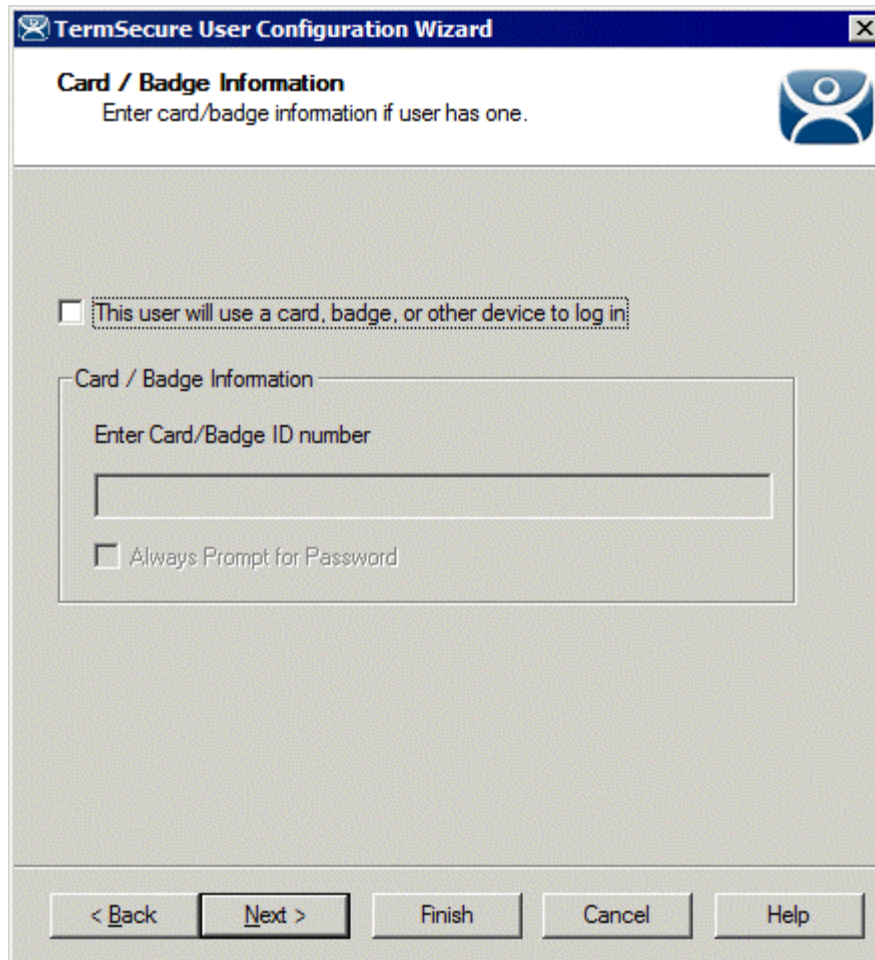 TermSecure User Configuration Wizard
Card / Badge Information
Enter card/badge information if user has one.
This user will use a card, badge, or other device to log in
Card / Badge Information
Enter Card/Badge ID number
Always Prompt for Password
< Back Next > Finish Cancel Help